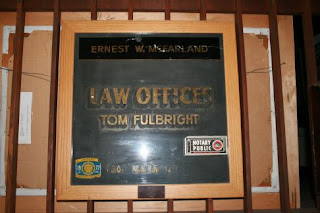 ERNEST W. McFARLAND
LAW OFFICES
TOM FULBRIGHT
NOTARY
PUBLIC